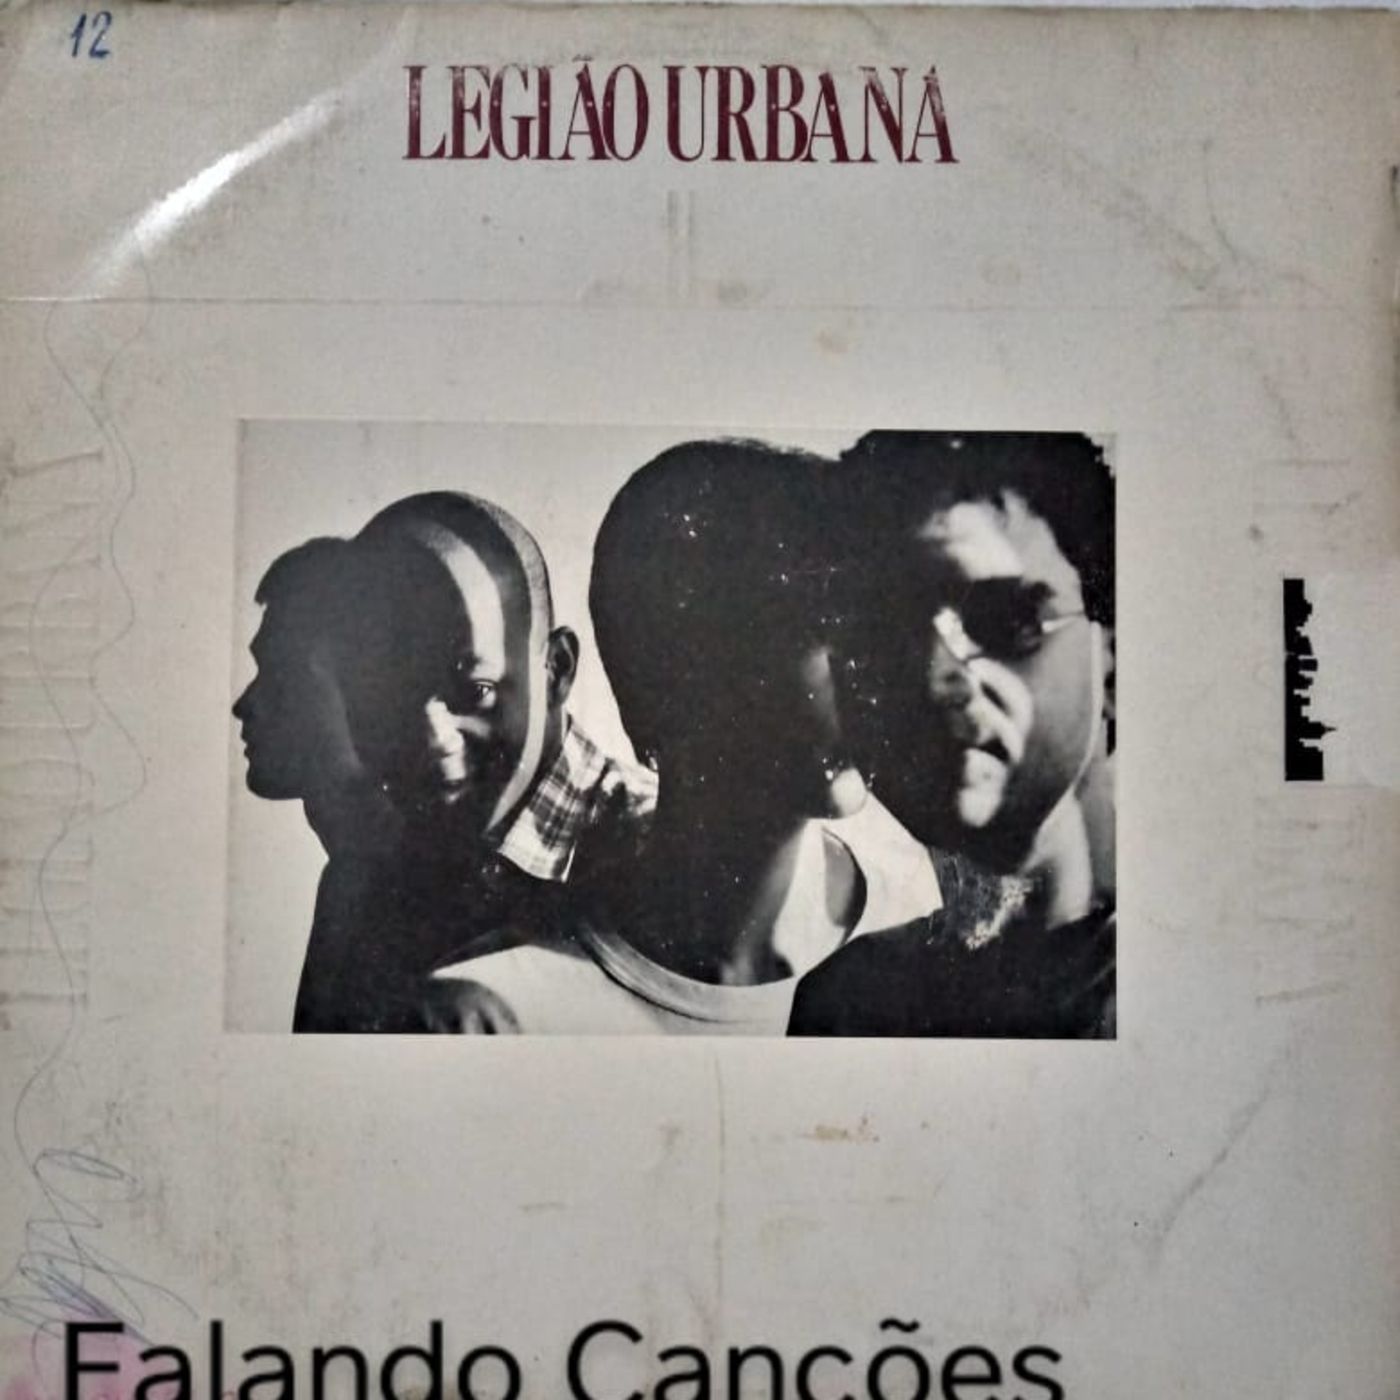 12
LEGIÃO URBANA
Falando Canções